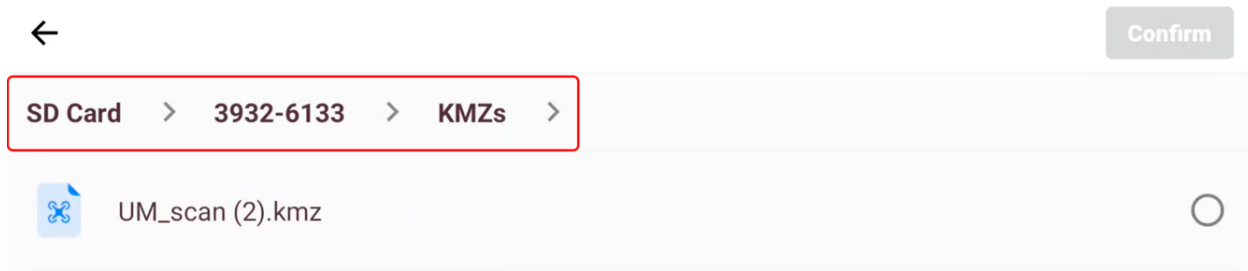 Confirm
SD Card > 3932-6133 > KMZs >
UM_scan (2).kmz